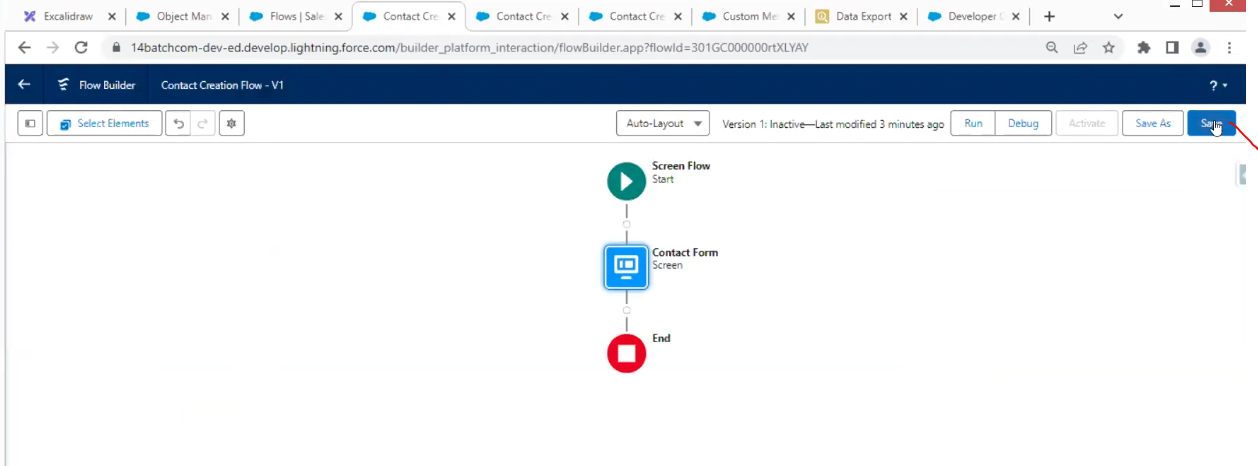 Excalidraw
Object Man
Flows | Sale
Contact Cre
Contact Cre
Contact Cre
Custom Me
Data Export
Developer C
14batchcom-dev-ed.develop.lightning.force.com/builder_platform_interaction/flowBuilder.app?flowId=301GC000000rtXLYAY
Flow Builder
Contact Creation Flow - V1
?
Select Elements
Auto-Layout
Version 1: Inactive—Last modified 3 minutes ago
Run
Debug
Activate
Save As
Save
Screen Flow
Start
Contact Form
Screen
End